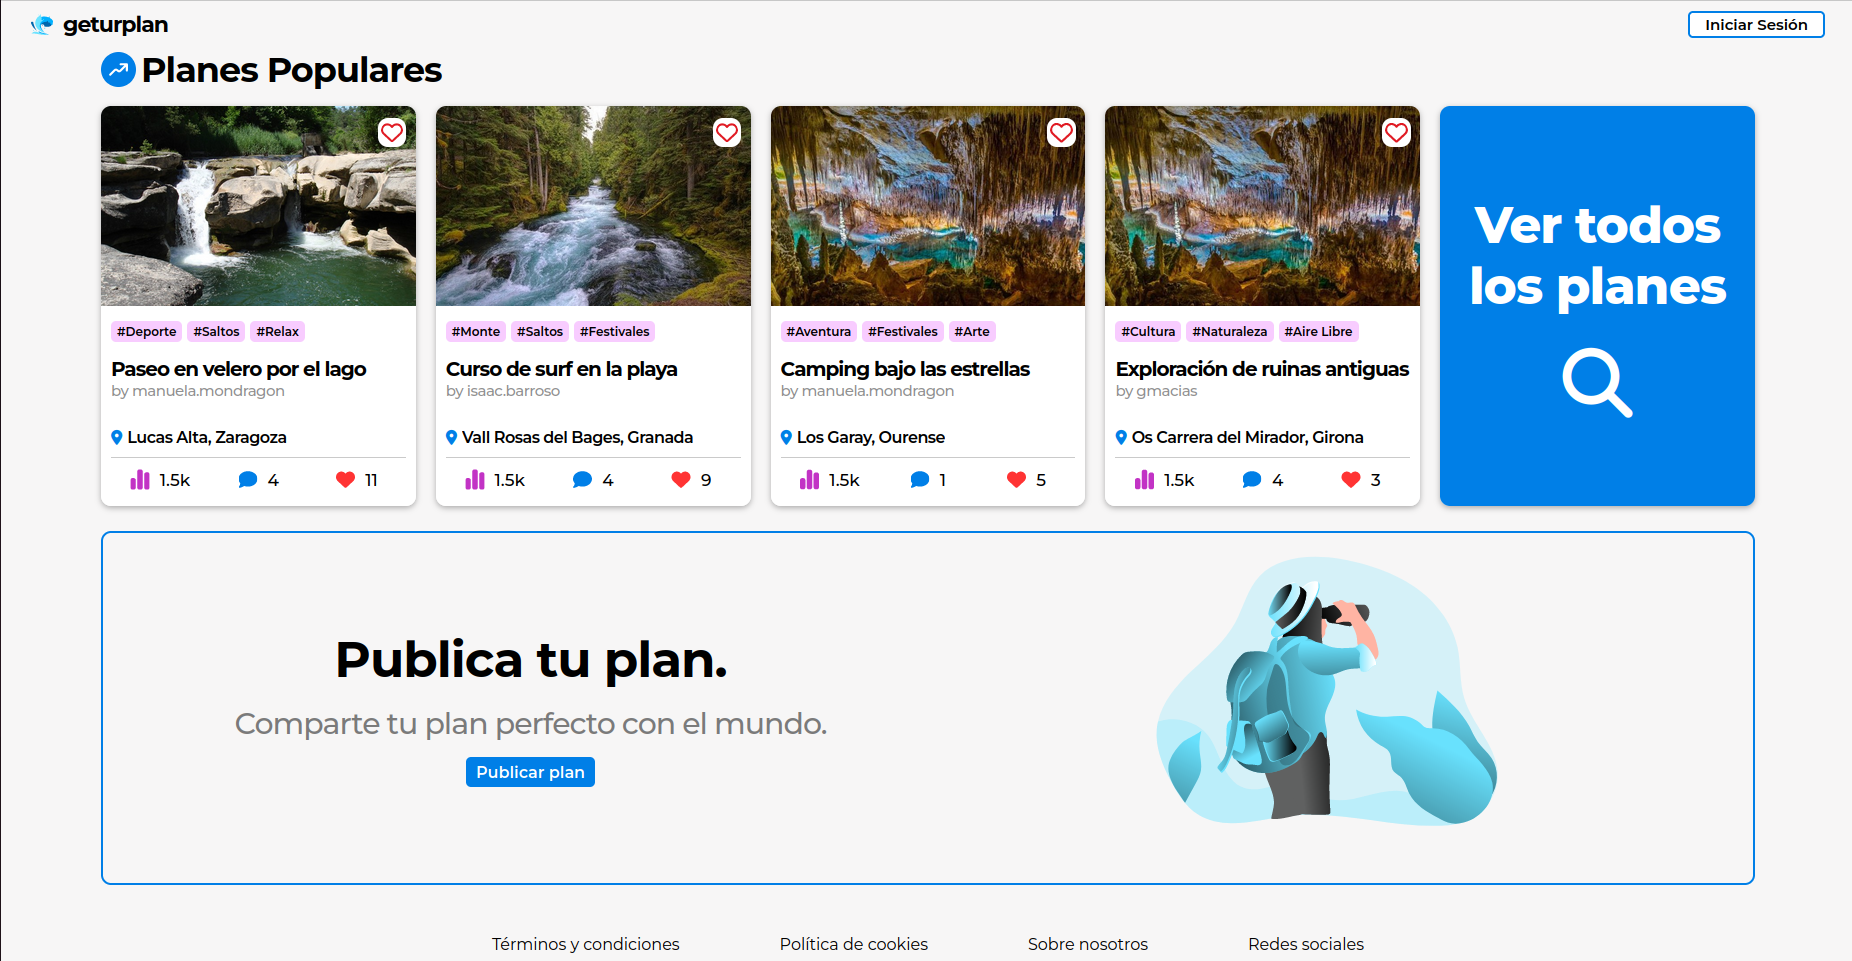 geturplan
Iniciar Sesión
Planes Populares
#Deporte #Saltos #Relax
Paseo en velero por el lago
by manuela.mondragon
Lucas Alta, Zaragoza
1.5k 4 11
#Monte #Saltos #Festivales
Curso de surf en la playa
by isaac.barroso
Vall Rosas del Bages, Granada
1.5k 4 9
#Aventura #Festivales #Arte
Camping bajo las estrellas
by manuela.mondragon
Los Garay, Ourense
1.5k 1 5
#Cultura #Naturaleza #Aire Libre
Exploración de ruinas antiguas
by gmacias
Os Carrera del Mirador, Girona
1.5k 4 3
Ver todos
los planes
Publica tu plan.
Comparte tu plan perfecto con el mundo.
Publicar plan
Términos y condiciones Política de cookies Sobre nosotros Redes sociales